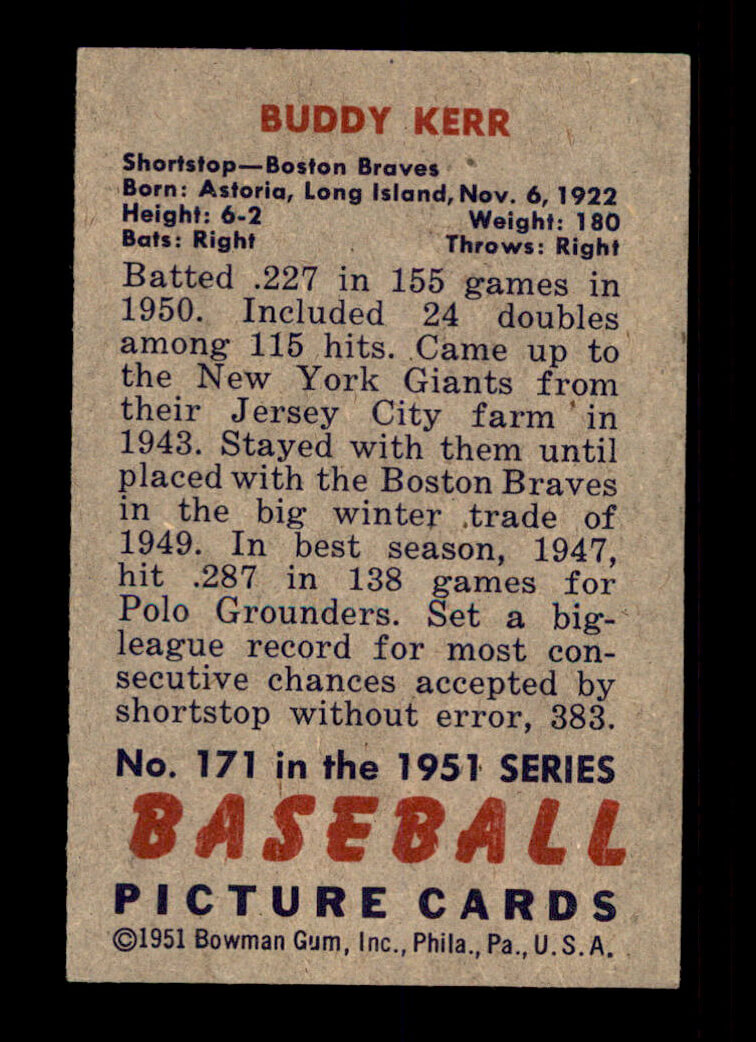 BUDDY KERR
Shortstop—Boston Braves
Born: Astoria, Long Island, Nov. 6, 1922
Height: 6-2 Weight: 180
Bats: Right Throws: Right
Batted .227 in 155 games in
1950. Included 24 doubles
among 115 hits. Came up to
the New York Giants from
their Jersey City farm in
1943. Stayed with them until
placed with the Boston Braves
in the big winter trade of
1949. In best season, 1947,
hit .287 in 138 games for
Polo Grounders. Set a big-
league record for most con-
secutive chances accepted by
shortstop without error, 383.
No. 171 in the 1951 SERIES
BASEBALL
PICTURE CARDS
©1951 Bowman Gum, Inc., Phila., Pa., U.S.A.